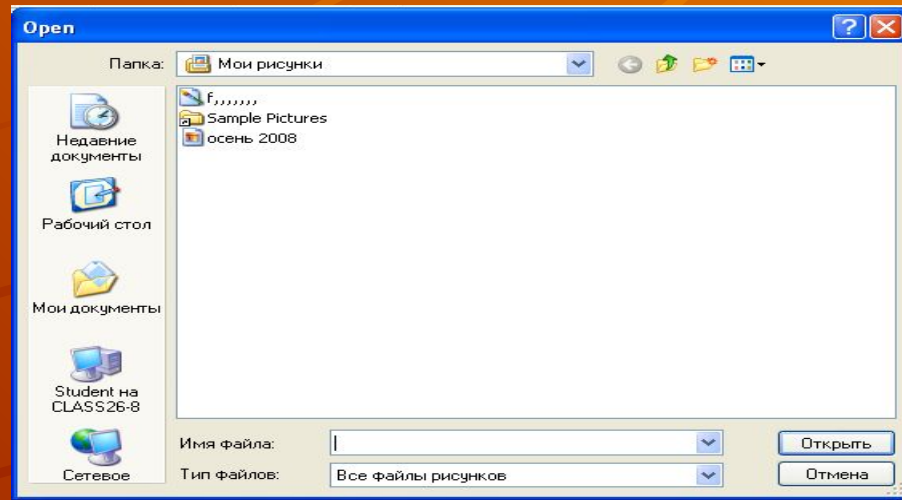 Open
Папка:
Мои рисунки
f,,,,,,,
Sample Pictures
осень 2008
Недавние
документы
Рабочий стол
Мои документы
Student на
CLASS26-8
Сетевое
Имя файла:
Открыть
Тип файлов:
Все файлы рисунков
Отмена